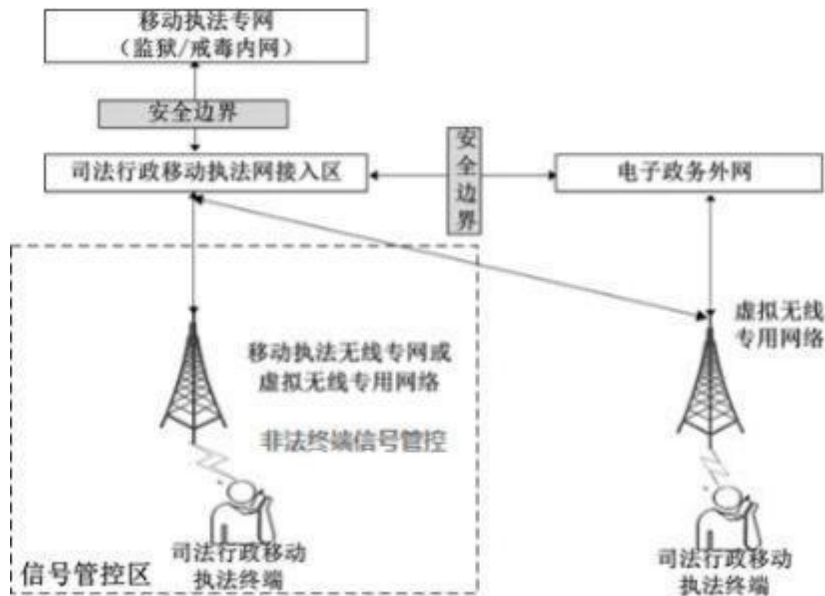 移动执法专网
（监狱/戒毒内网）
安全边界
司法行政移动执法网接入区
安全边界
电子政务外网
虚拟无线
专用网络
移动执法无线专网或
虚拟无线专用网络
非法终端信号管控
司法行政移动
执法终端
信号管控区
司法行政移动
执法终端